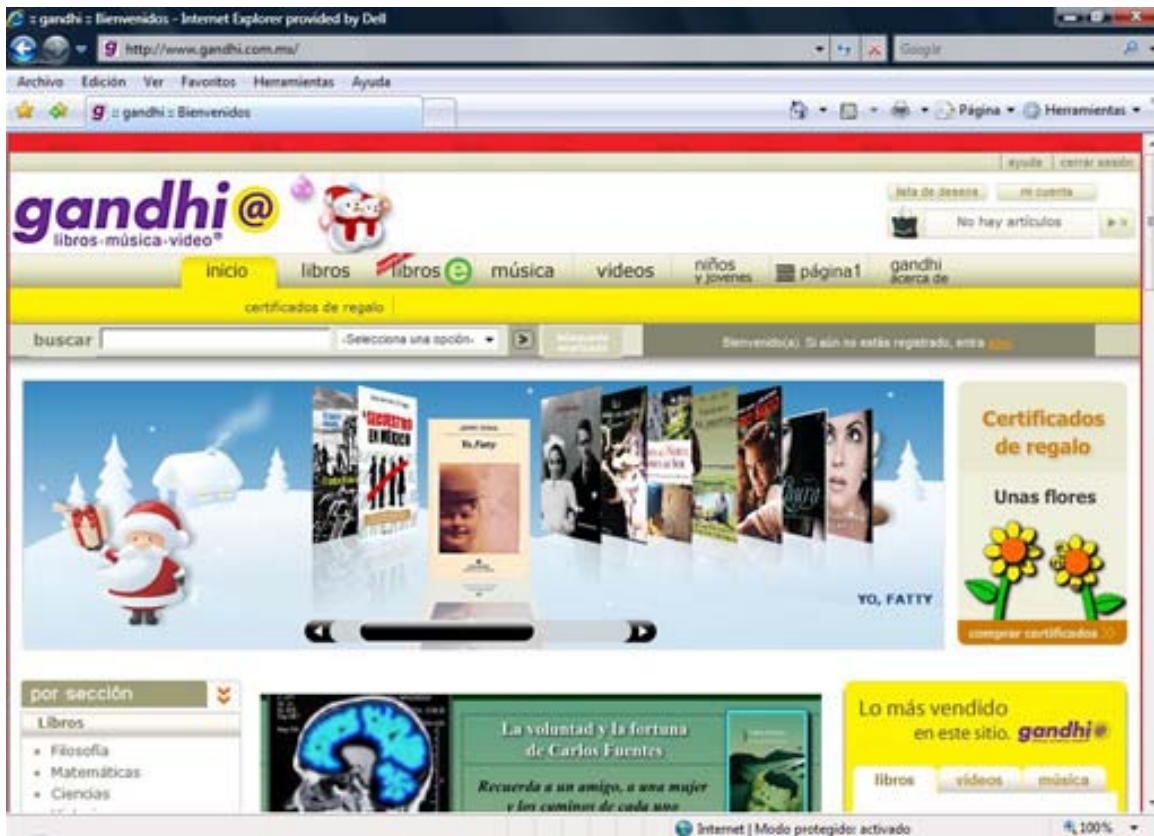 :: gandhi :: Bienvenidos - Internet Explorer provided by Dell
http://www.gandhi.com.mx/
Google
Archivo Edición Ver Favoritos Herramientas Ayuda
:: gandhi :: Bienvenidos
Página Herramientas
ayuda cerrar sesión
gandhi@
libros·música·video®
lista de deseos mi cuenta
No hay artículos
inicio libros libros e música videos niños y jovenes página1 gandhi acerca de
certificados de regalo
buscar -Selecciona una opción-
Bienvenido(a). Si aún no estás registrado, entra
SECUESTRO
EN MÉXICO
Yo, Fatty
YO, FATTY
Certificados
de regalo
Unas flores
comprar certificados
por sección
Libros
Filosofía
Matemáticas
Ciencias
La voluntad y la fortuna
de Carlos Fuentes
Recuerda a un amigo, a una mujer
y los caminos de cada uno
Lo más vendido
en este sitio. gandhi@
libros videos música
Internet | Modo protegido: activado
100%